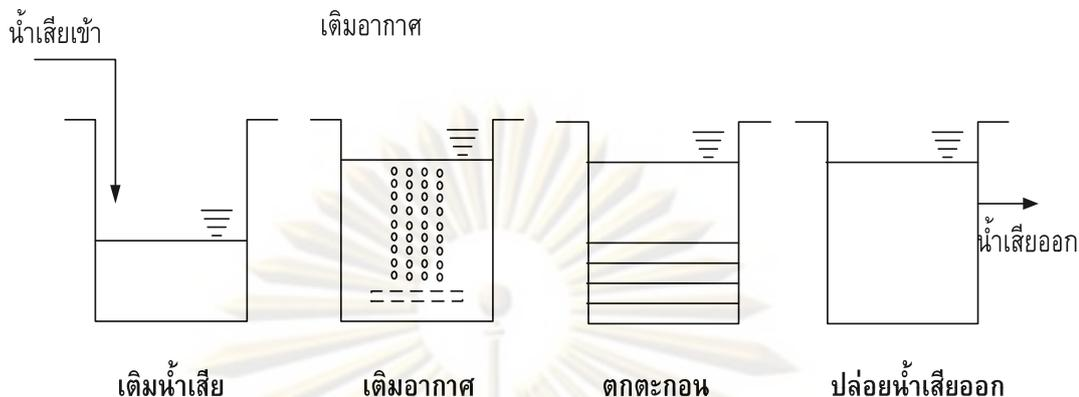 น้ำเสียเข้า
เติมอากาศ
น้ำเสียออก
เติมน้ำเสีย
เติมอากาศ
ตกตะกอน
ปล่อยน้ำเสียออก